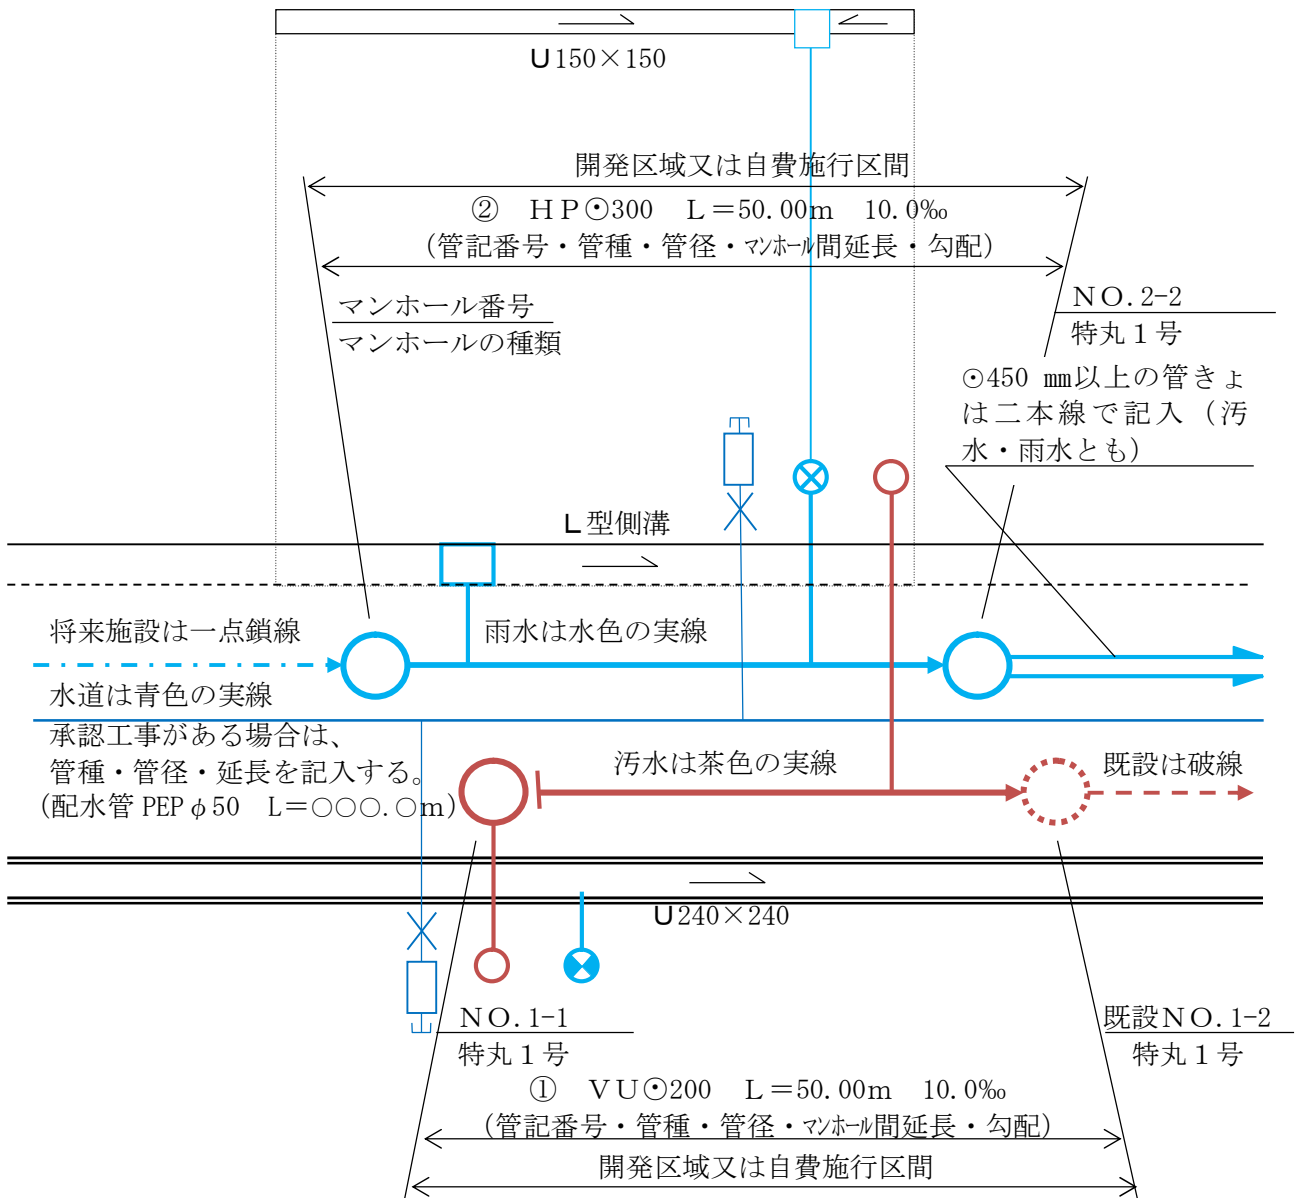 U150×150
開発区域又は自費施行区間
② HP⊙300 L=50.00m 10.0‰
(管記番号・管種・管径・マンホール間延長・勾配)
マンホール番号
マンホールの種類
NO.2-2
特丸1号
⊙450 ㎜以上の管きょ
は二本線で記入(汚
水・雨水とも)
L型側溝
将来施設は一点鎖線
雨水は水色の実線
水道は青色の実線
承認工事がある場合は、
管種・管径・延長を記入する。
(配水管 PEPφ50 L=○○○.○m)
汚水は茶色の実線
既設は破線
U240×240
NO.1-1
特丸1号
既設NO.1-2
特丸1号
① VU⊙200 L=50.00m 10.0‰
(管記番号・管種・管径・マンホール間延長・勾配)
開発区域又は自費施行区間